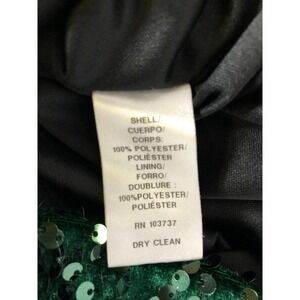 SHELL/
CUERPO/
CORPS:
100% POLYESTER/
POLIÉSTER
LINING/
FORRO/
DOUBLURE :
100%POLYESTER/
POLIÉSTER
RN 103737
DRY CLEAN